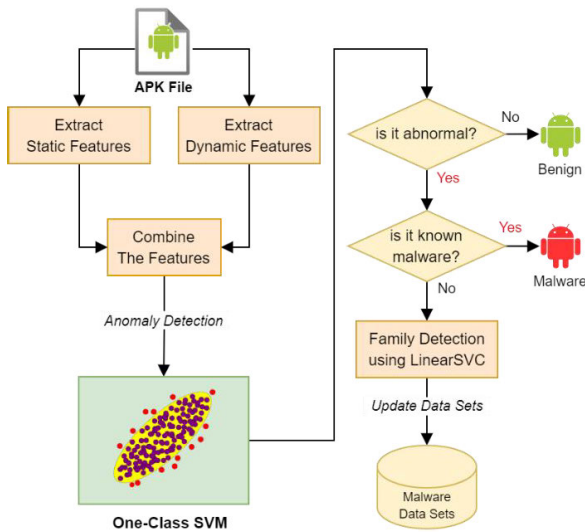 APK File
Extract
Static Features
Extract
Dynamic Features
Combine
The Features
Anomaly Detection
One-Class SVM
is it abnormal?
No
Benign
Yes
is it known
malware?
Yes
Malware
No
Family Detection
using LinearSVC
Update Data Sets
Malware
Data Sets